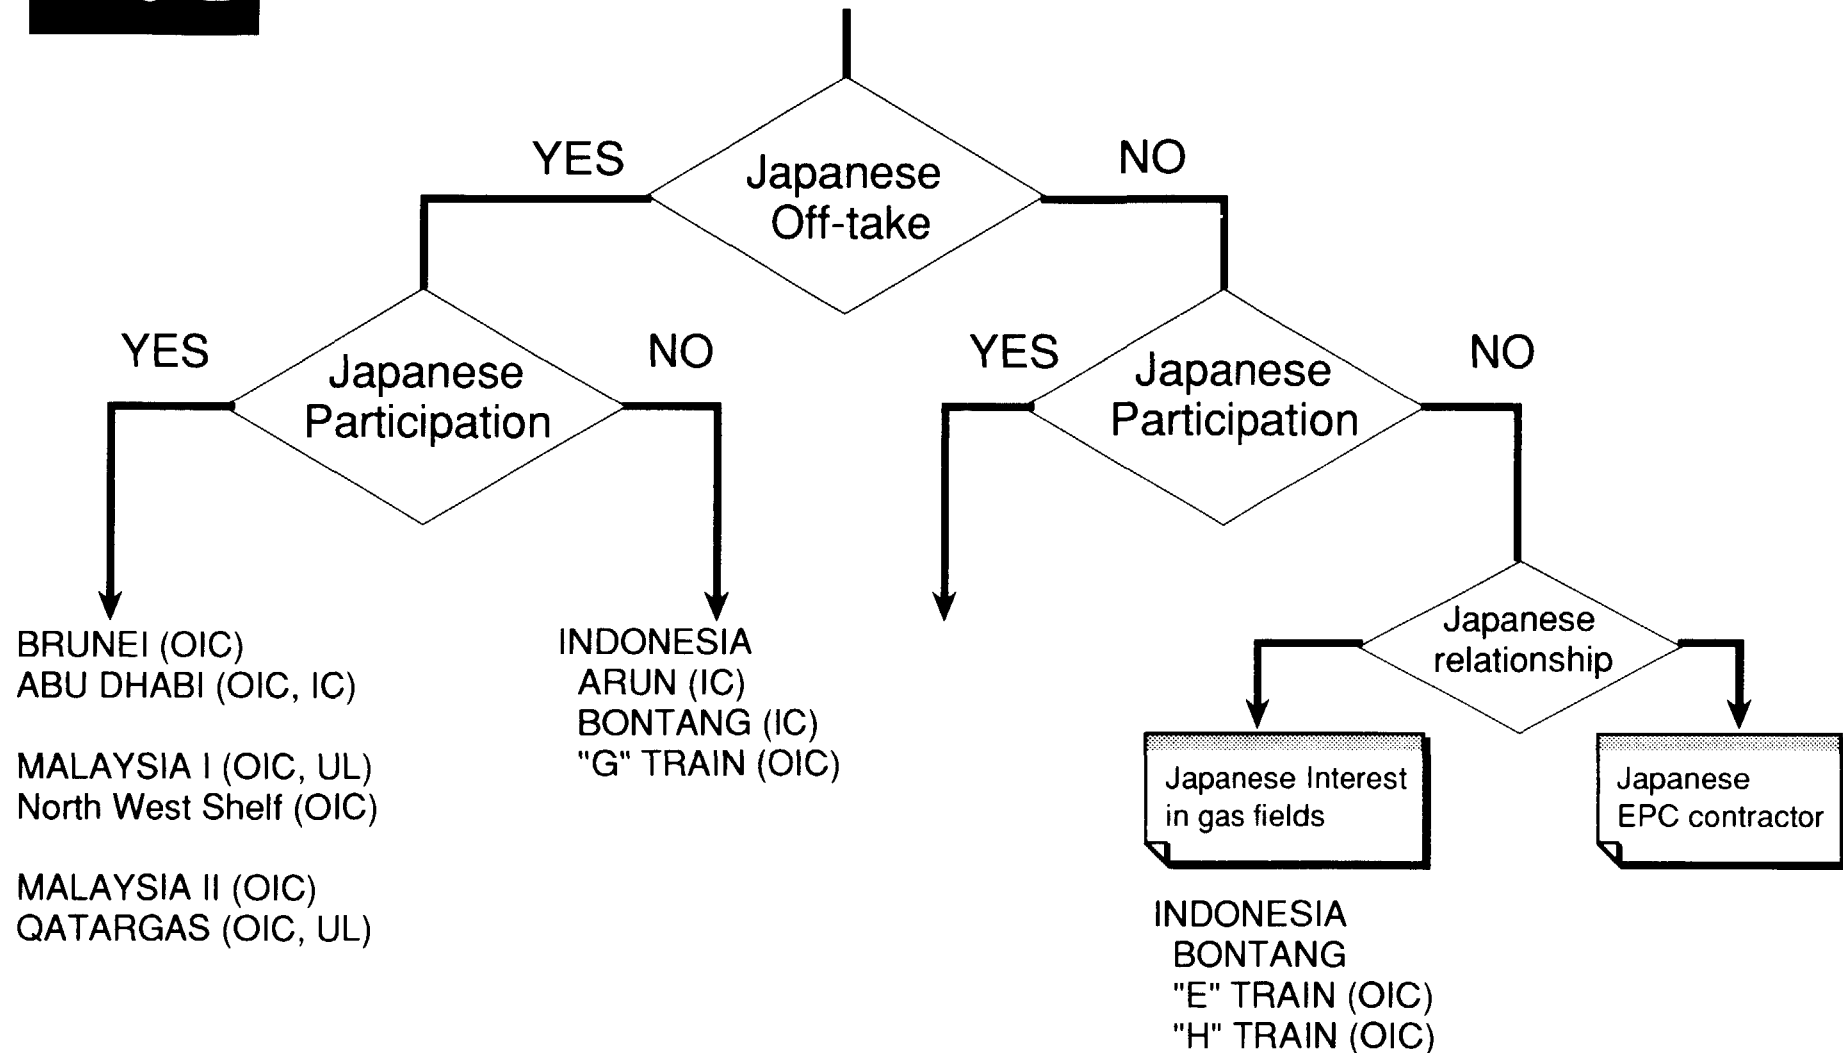 YES
Japanese
Off-take
NO
YES
Japanese
Participation
NO
YES
Japanese
Participation
NO
BRUNEI (OIC)
ABU DHABI (OIC, IC)
MALAYSIA I (OIC, UL)
North West Shelf (OIC)
MALAYSIA II (OIC)
QATARGAS (OIC, UL)
INDONESIA
ARUN (IC)
BONTANG (IC)
"G" TRAIN (OIC)
Japanese
relationship
Japanese Interest
in gas fields
Japanese
EPC contractor
INDONESIA
BONTANG
"E" TRAIN (OIC)
"H" TRAIN (OIC)